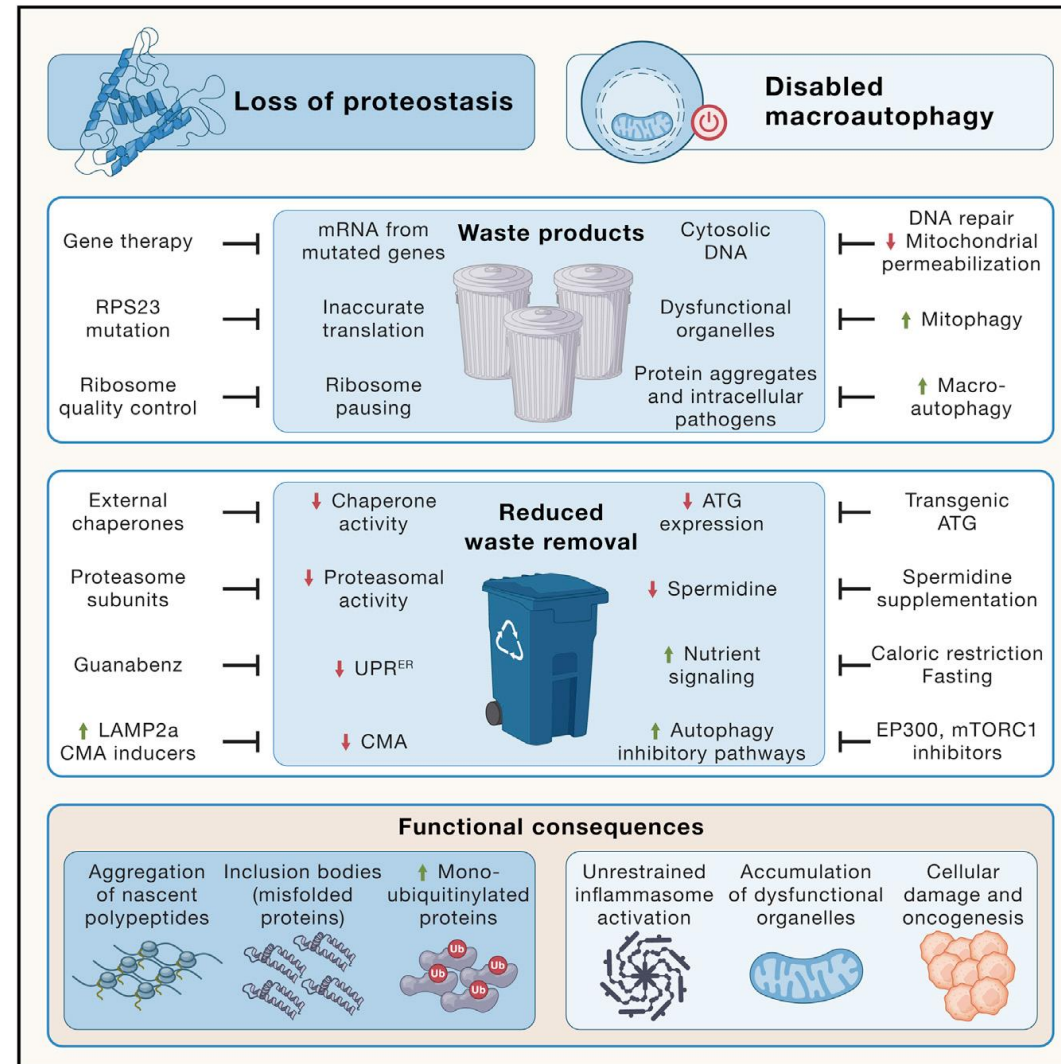 Loss of proteostasis
Disabled
macroautophagy
Waste products
Gene therapy
mRNA from
mutated genes
Cytosolic
DNA
DNA repair
↓ Mitochondrial
permeabilization
RPS23
mutation
Inaccurate
translation
Dysfunctional
organelles
↑ Mitophagy
Ribosome
quality control
Ribosome
pausing
Protein aggregates
and intracellular
pathogens
↑ Macro-
autophagy
Reduced
waste removal
External
chaperones
↓ Chaperone
activity
↓ ATG
expression
Transgenic
ATG
Proteasome
subunits
↓ Proteasomal
activity
↓ Spermidine
Spermidine
supplementation
Guanabenz
↓ UPRᴱᴿ
↑ Nutrient
signaling
Caloric restriction
Fasting
↑ LAMP2a
CMA inducers
↓ CMA
↑ Autophagy
inhibitory pathways
EP300, mTORC1
inhibitors
Functional consequences
Aggregation
of nascent
polypeptides
Inclusion bodies
(misfolded
proteins)
↑ Mono-
ubiquitinylated
proteins
Ub
Ub
Ub
Ub
Unrestrained
inflammasome
activation
Accumulation
of dysfunctional
organelles
Cellular
damage and
oncogenesis